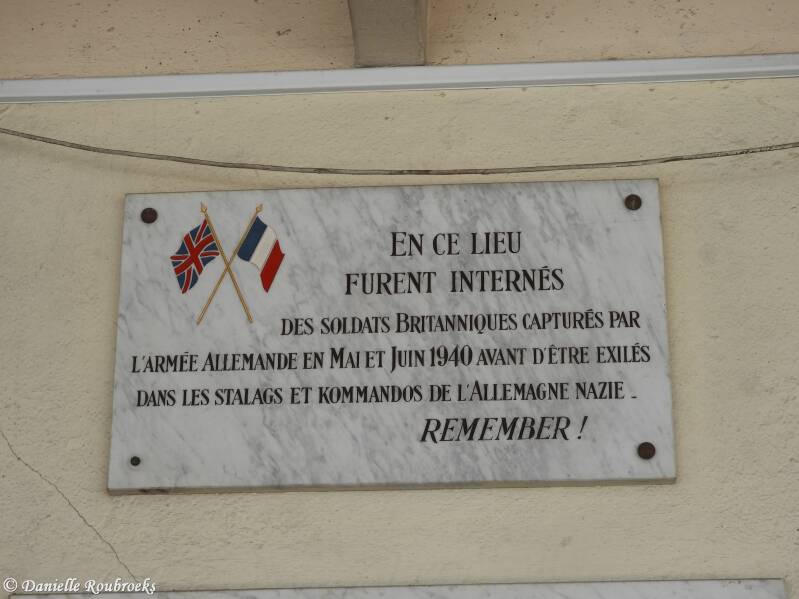 En ce lieu
furent internés
des soldats Britanniques capturés par
l'armée Allemande en Mai et Juin 1940 avant d'être exilés
dans les stalags et kommandos de l'Allemagne nazie -
REMEMBER !
© Danielle Roubroeks